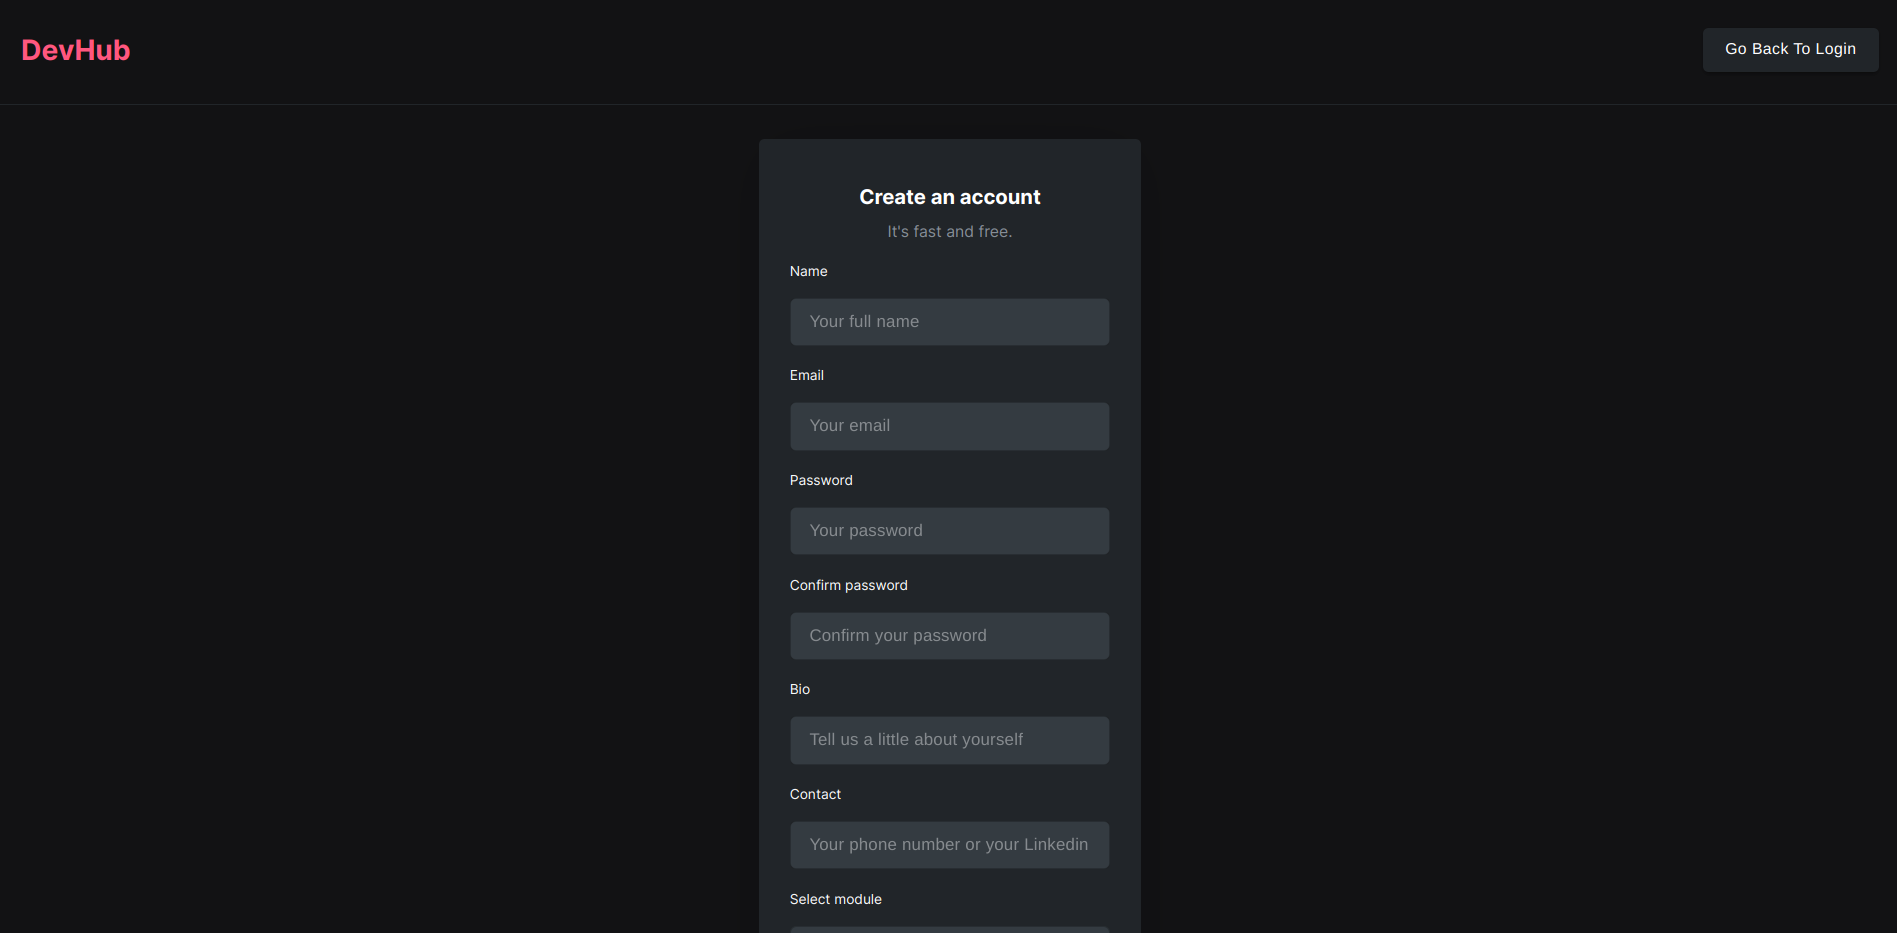 DevHub
Go Back To Login
Create an account
It's fast and free.
Name
Your full name
Email
Your email
Password
Your password
Confirm password
Confirm your password
Bio
Tell us a little about yourself
Contact
Your phone number or your Linkedin
Select module